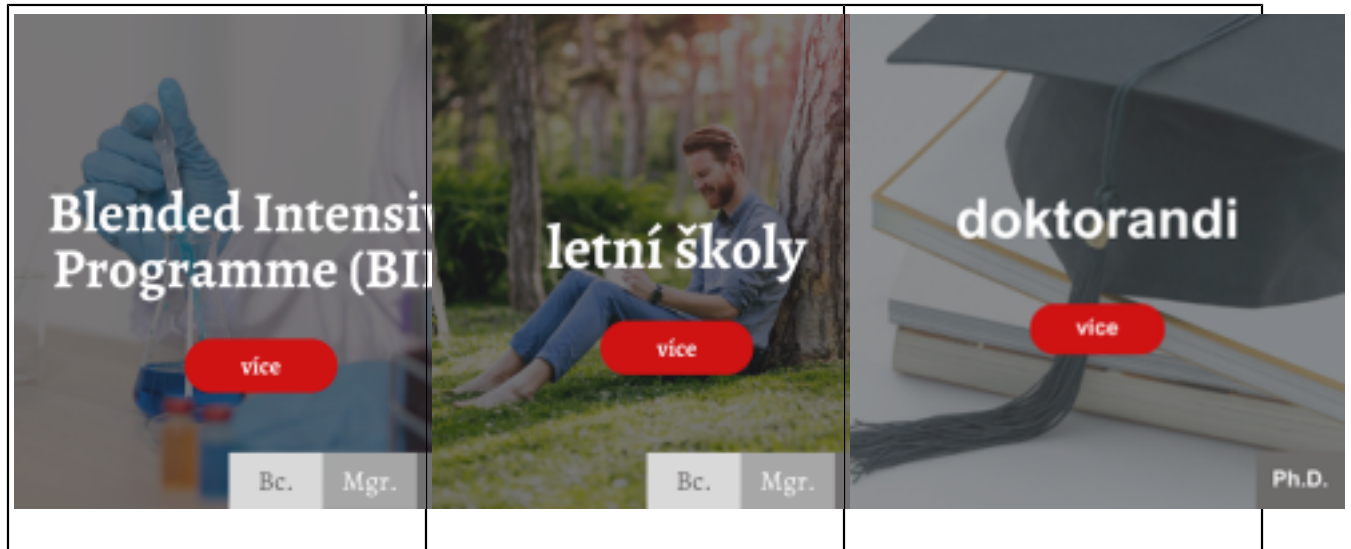 Blended Intensiv
Programme (BI
více
Bc. Mgr.
letní školy
více
Bc. Mgr.
doktorandi
více
Ph.D.